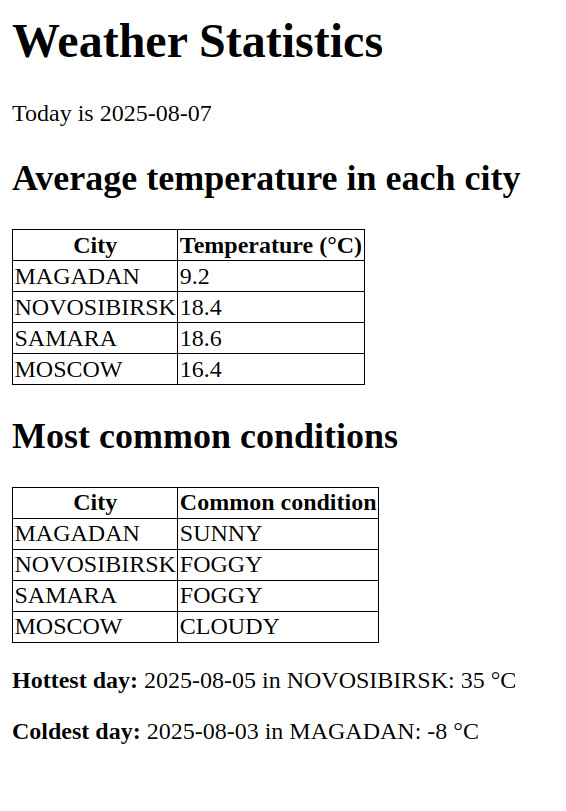 Weather Statistics
Today is 2025-08-07
Average temperature in each city
City Temperature (°C)
MAGADAN 9.2
NOVOSIBIRSK 18.4
SAMARA 18.6
MOSCOW 16.4
Most common conditions
City Common condition
MAGADAN SUNNY
NOVOSIBIRSK FOGGY
SAMARA FOGGY
MOSCOW CLOUDY
Hottest day: 2025-08-05 in NOVOSIBIRSK: 35 °C
Coldest day: 2025-08-03 in MAGADAN: -8 °C